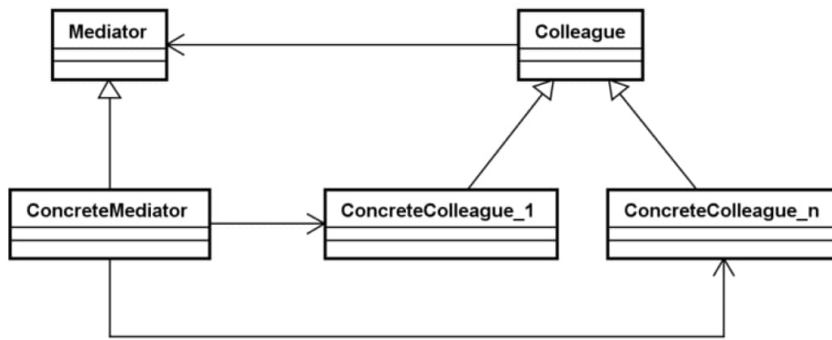 Mediator
Colleague
ConcreteMediator
ConcreteColleague_1
ConcreteColleague_n